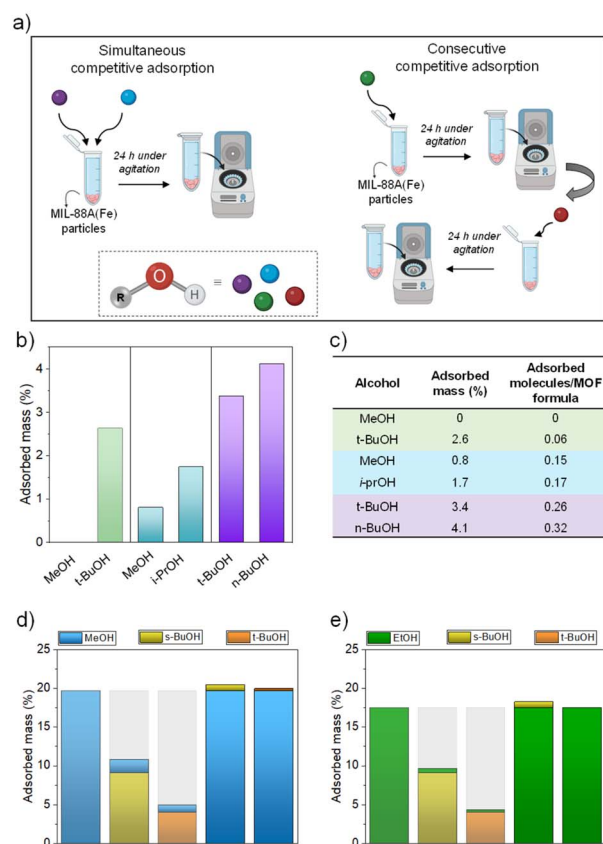 a)
Simultaneous
competitive adsorption
24 h under
agitation
MIL-88A(Fe)
particles
R O H ≡
Consecutive
competitive adsorption
24 h under
agitation
MIL-88A(Fe)
particles
24 h under
agitation
b)
Adsorbed mass (%)
4
3
2
1
0
MeOH
t-BuOH
MeOH
i-PrOH
t-BuOH
n-BuOH
c)
Alcohol Adsorbed mass (%) Adsorbed molecules/MOF formula
MeOH 0 0
t-BuOH 2.6 0.06
MeOH 0.8 0.15
i-prOH 1.7 0.17
t-BuOH 3.4 0.26
n-BuOH 4.1 0.32
d)
MeOH s-BuOH t-BuOH
Adsorbed mass (%)
25
20
15
10
5
0
e)
EtOH s-BuOH t-BuOH
Adsorbed mass (%)
25
20
15
10
5
0